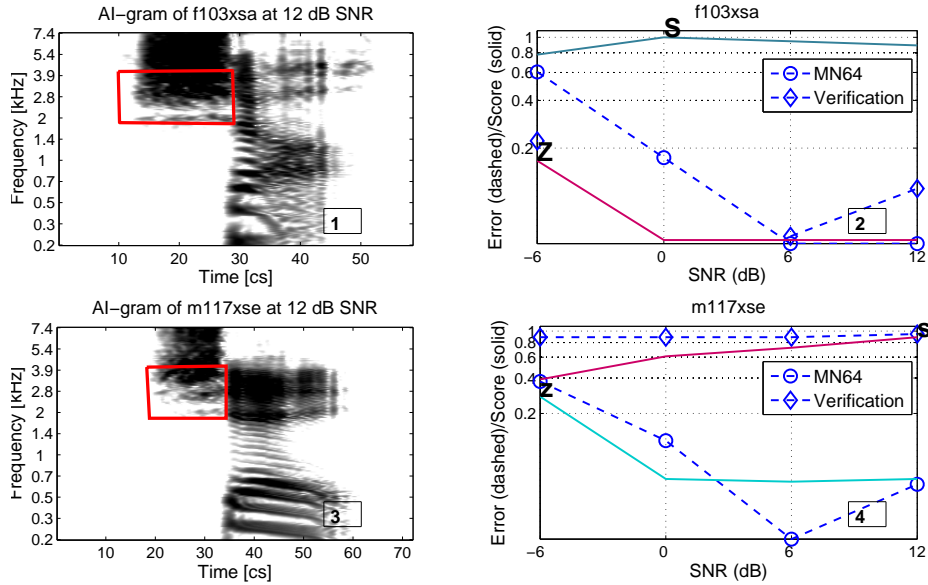 AI−gram of f103xsa at 12 dB SNR
7.4
5.4
3.9
2.8
2
1.4
1
0.7
0.5
0.3
0.2
Frequency [kHz]
10 20 30 40 50 60
Time [cs]
1
f103xsa
1
0.8
0.6
0.4
0.2
Error (dashed)/Score (solid)
S
Z
MN64
Verification
2
−6 0 6 12
SNR (dB)
AI−gram of m117xse at 12 dB SNR
7.4
5.4
3.9
2.8
2
1.4
1
0.7
0.5
0.3
0.2
Frequency [kHz]
10 20 30 40 50 60 70
Time [cs]
3
m117xse
1
0.8
0.6
0.4
0.2
Error (dashed)/Score (solid)
s
z
MN64
Verification
4
−6 0 6 12
SNR (dB)